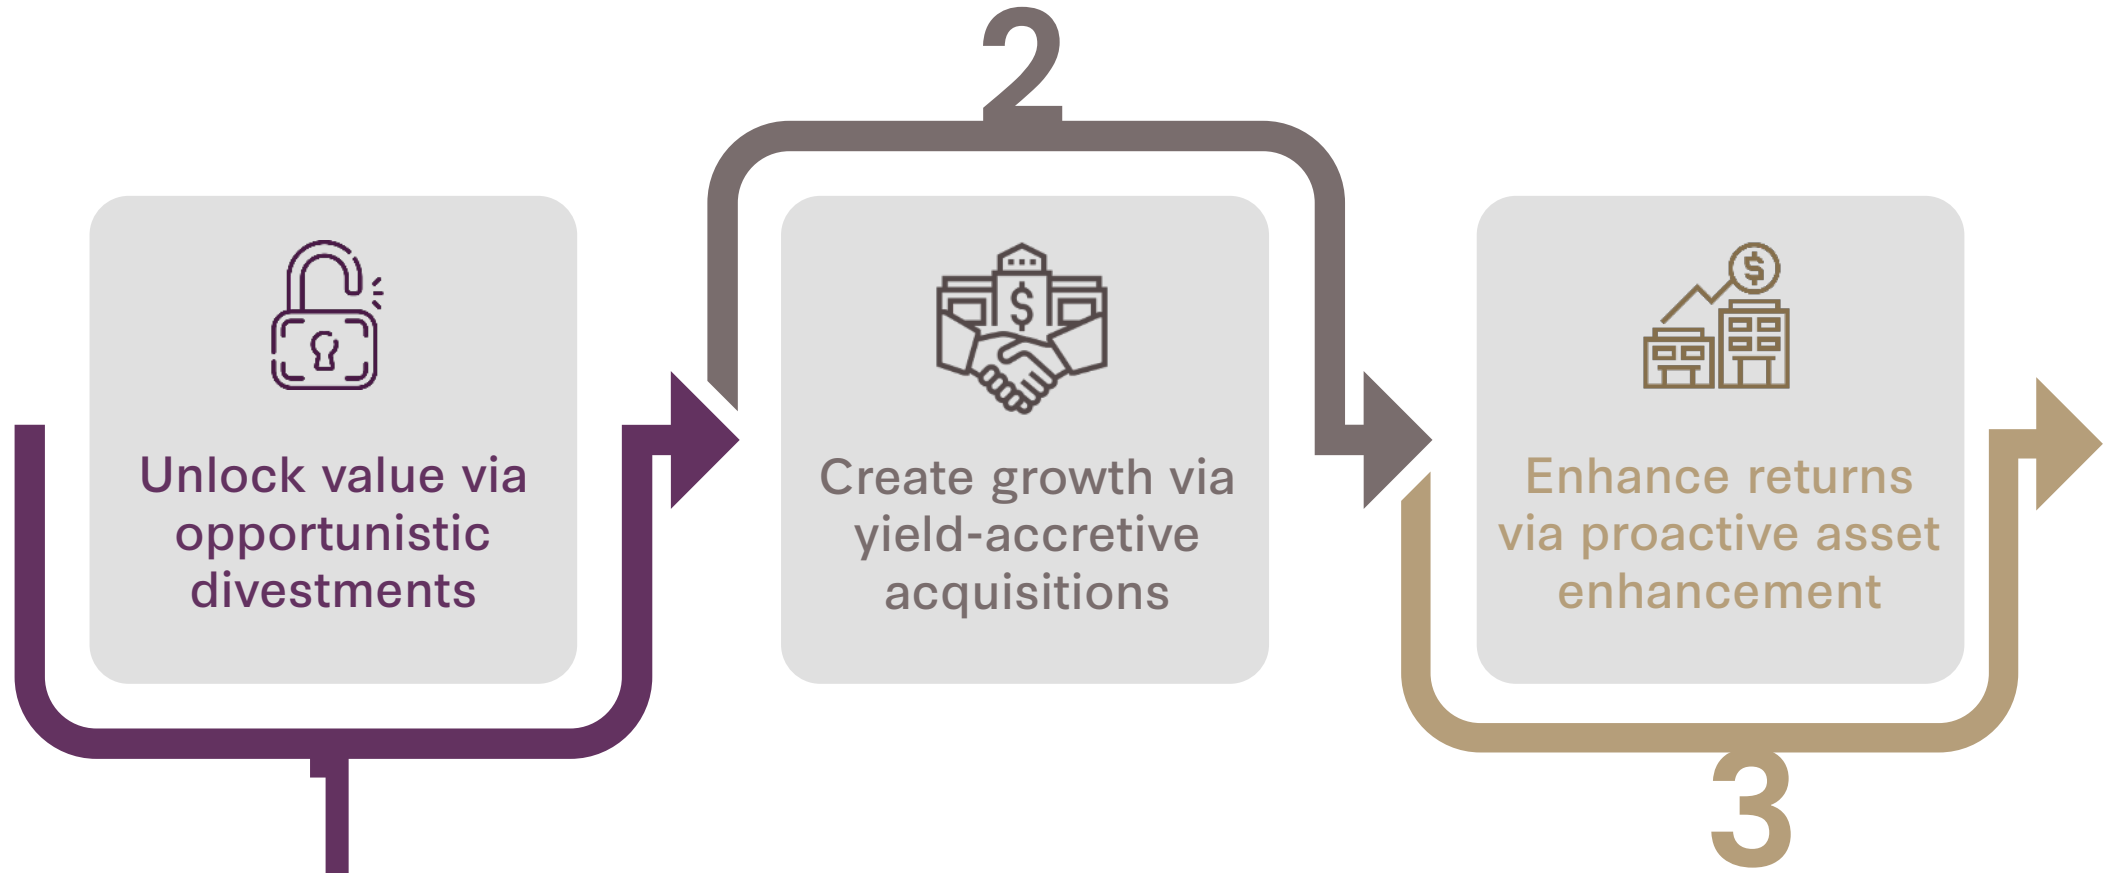 2
$
$
Unlock value via
opportunistic
divestments
Create growth via
yield-accretive
acquisitions
Enhance returns
via proactive asset
enhancement
1
3